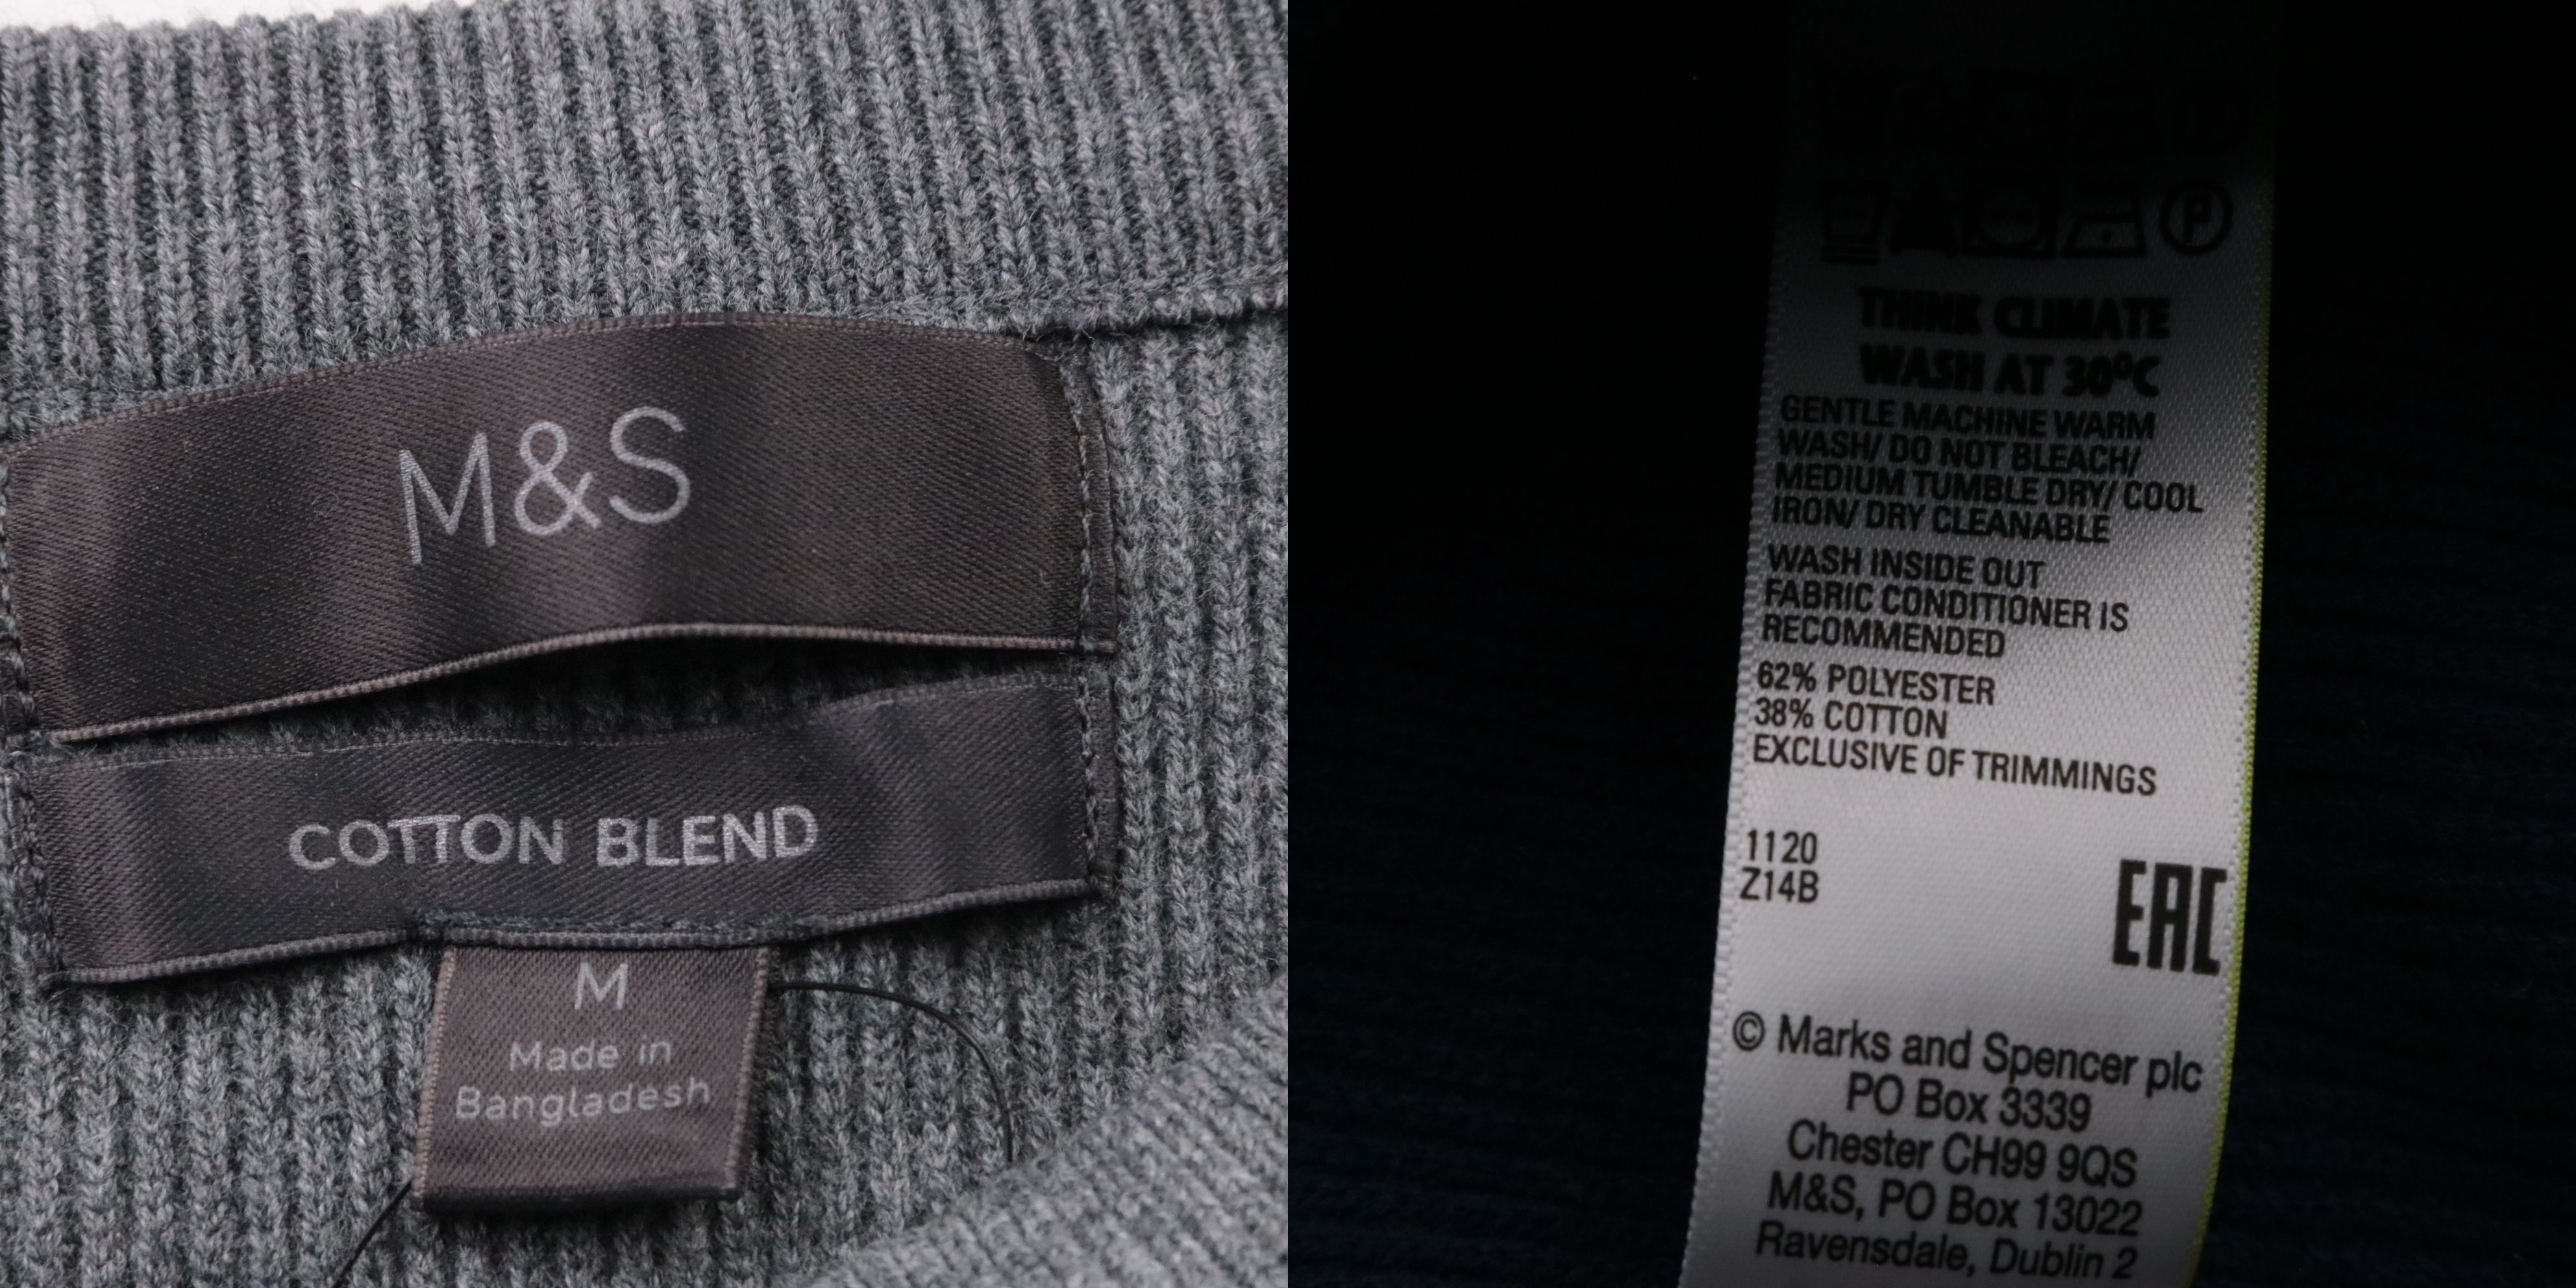 M&S
COTTON BLEND
M
Made in
Bangladesh
P
THINK CLIMATE
WASH AT 30ºC
GENTLE MACHINE WARM
WASH/ DO NOT BLEACH/
MEDIUM TUMBLE DRY/ COOL
IRON/ DRY CLEANABLE
WASH INSIDE OUT
FABRIC CONDITIONER IS
RECOMMENDED
62% POLYESTER
38% COTTON
EXCLUSIVE OF TRIMMINGS
1120
Z14B
EAC
© Marks and Spencer plc
PO Box 3339
Chester CH99 9QS
M&S, PO Box 13022
Ravensdale, Dublin 2